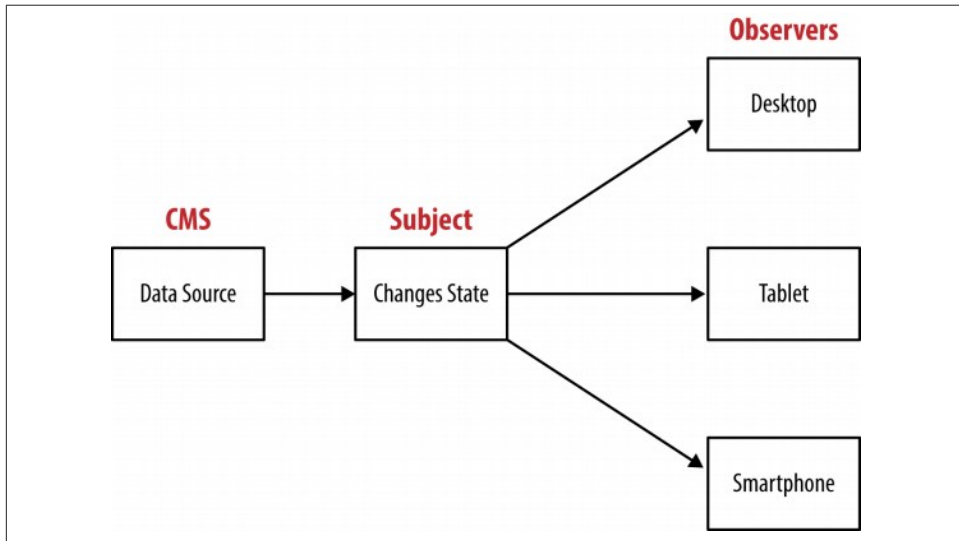 Observers
Desktop
CMS
Subject
Data Source
Changes State
Tablet
Smartphone